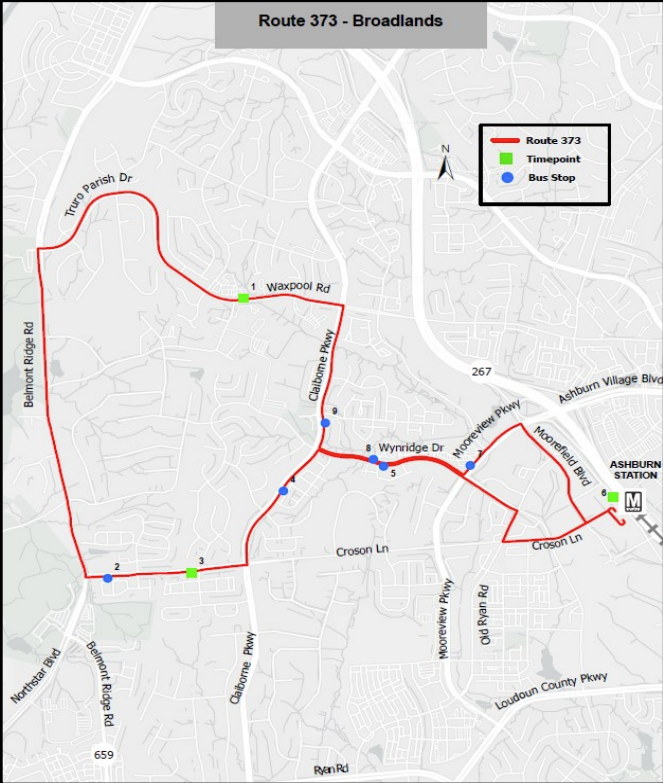 Route 373 - Broadlands
N
Route 373
Timepoint
Bus Stop
Truro Parish Dr
1
Waxpool Rd
Belmont Ridge Rd
Claiborne Pkwy
267
Ashburn Village Blvd
9
Mooreview Pkwy
Wynridge Dr
8
5
7
Moorefield Blvd
ASHBURN
STATION
6
M
4
2
3
Croson Ln
Croson Ln
Mooreview Pkwy
Old Ryan Rd
Northstar Blvd
Belmont Ridge Rd
Claiborne Pkwy
Loudoun County Pkwy
659
Ryan Rd